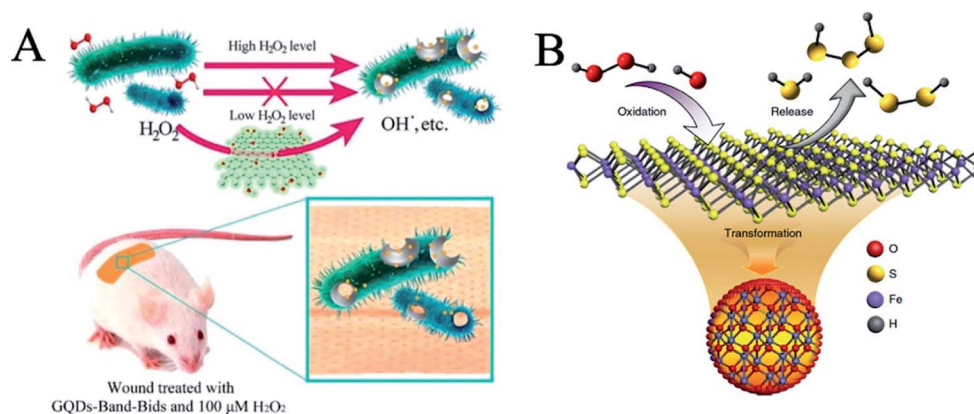 A
High H₂O₂ level
Low H₂O₂ level
H₂O₂
OH˙, etc.
Wound treated with
GQDs-Band-Bids and 100 μM H₂O₂
B
Oxidation
Release
Transformation
O
S
Fe
H